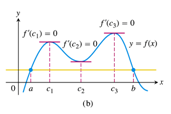 y
f′(c₃) = 0
f′(c₁) = 0
f′(c₂) = 0
y = f(x)
0
a
c₁
c₂
c₃
b
x
(b)